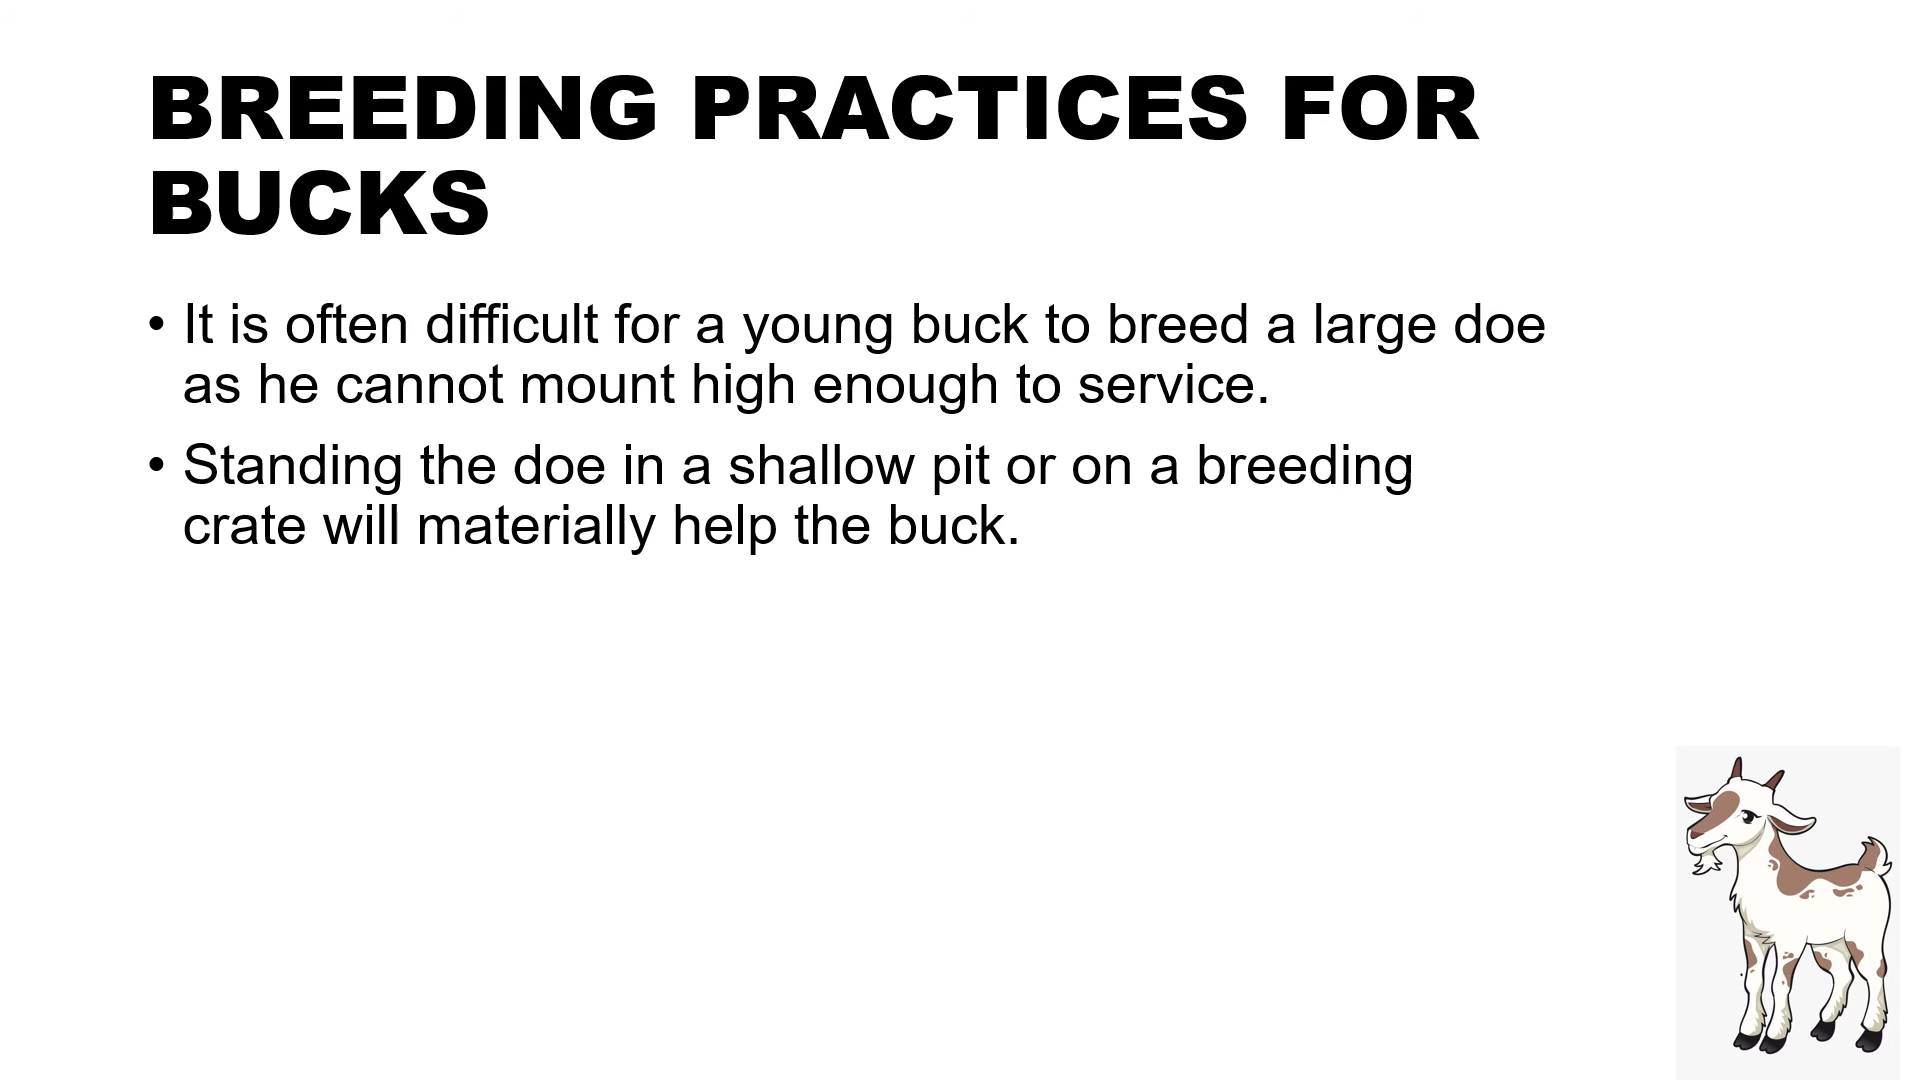 BREEDING PRACTICES FOR
BUCKS
• It is often difficult for a young buck to breed a large doe
as he cannot mount high enough to service.
• Standing the doe in a shallow pit or on a breeding
crate will materially help the buck.